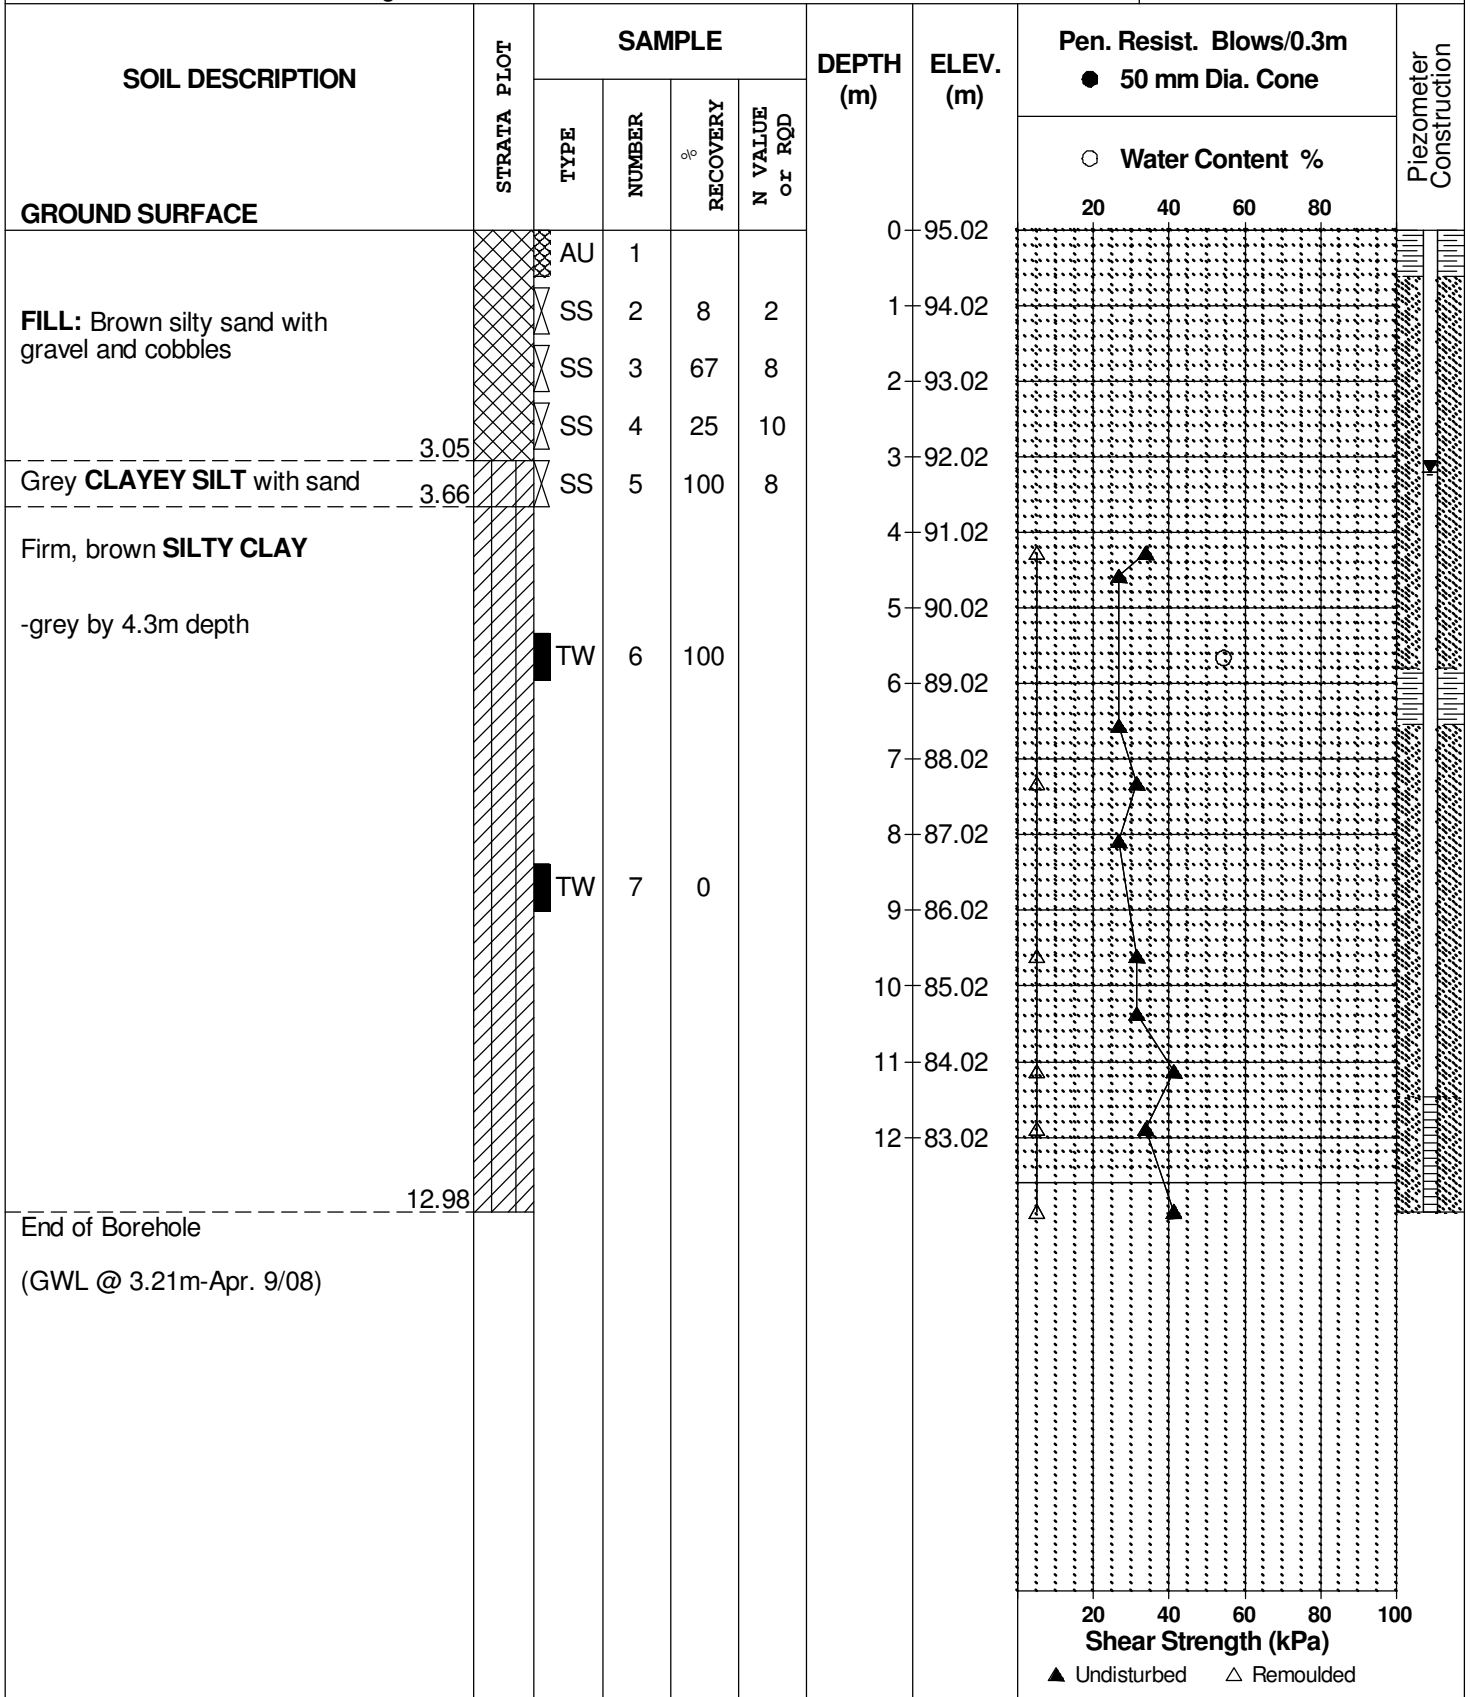 SOIL DESCRIPTION
GROUND SURFACE
STRATA PLOT
SAMPLE
TYPE
NUMBER
%
RECOVERY
N VALUE
or RQD
DEPTH
(m)
ELEV.
(m)
Pen. Resist. Blows/0.3m
● 50 mm Dia. Cone
○ Water Content %
20 40 60 80
Piezometer
Construction
0 95.02
AU 1
SS 2 8 2
1 94.02
FILL: Brown silty sand with
gravel and cobbles
SS 3 67 8
2 93.02
SS 4 25 10
3.05
3 92.02
Grey CLAYEY SILT with sand
3.66
SS 5 100 8
4 91.02
Firm, brown SILTY CLAY
5 90.02
-grey by 4.3m depth
TW 6 100
6 89.02
7 88.02
8 87.02
TW 7 0
9 86.02
10 85.02
11 84.02
12 83.02
12.98
End of Borehole
(GWL @ 3.21m-Apr. 9/08)
20 40 60 80 100
Shear Strength (kPa)
▲ Undisturbed △ Remoulded